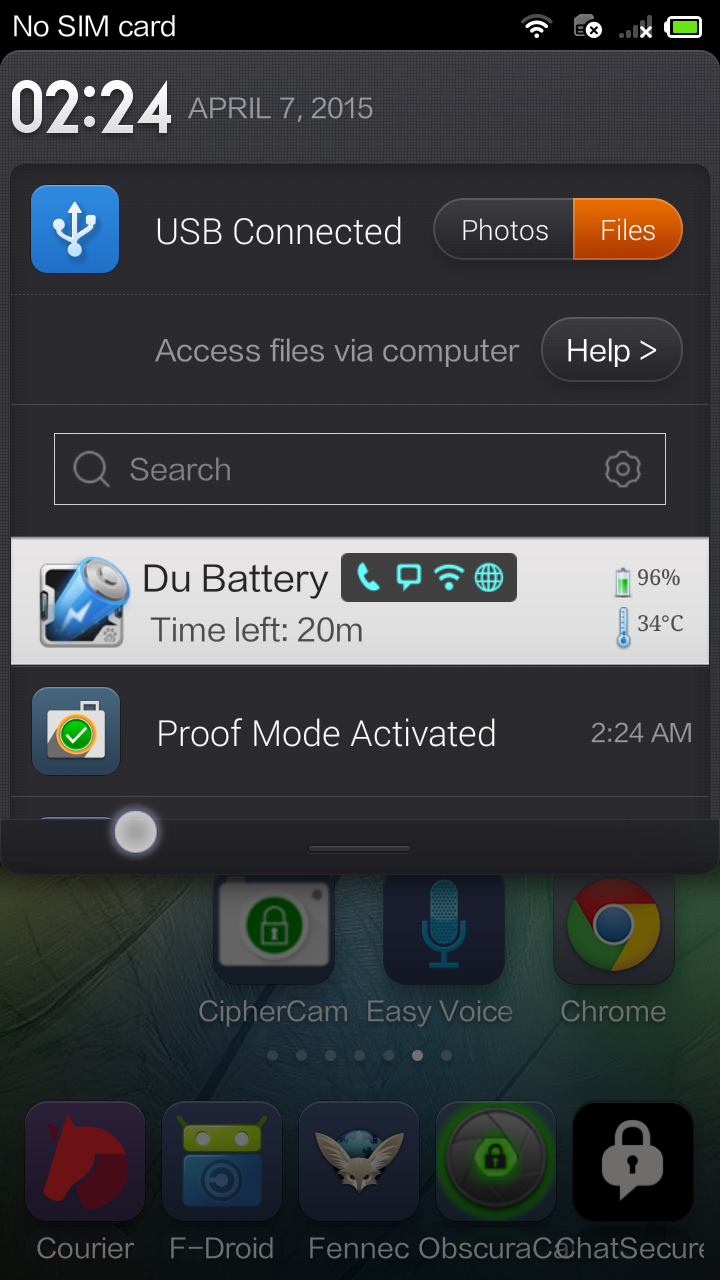 No SIM card
02:24 APRIL 7, 2015
USB Connected Photos Files
Access files via computer Help >
Search
Du Battery 96%
Time left: 20m 34°C
Proof Mode Activated 2:24 AM
CipherCam Easy Voice Chrome
Courier F-Droid Fennec ObscuraCa ChatSecure